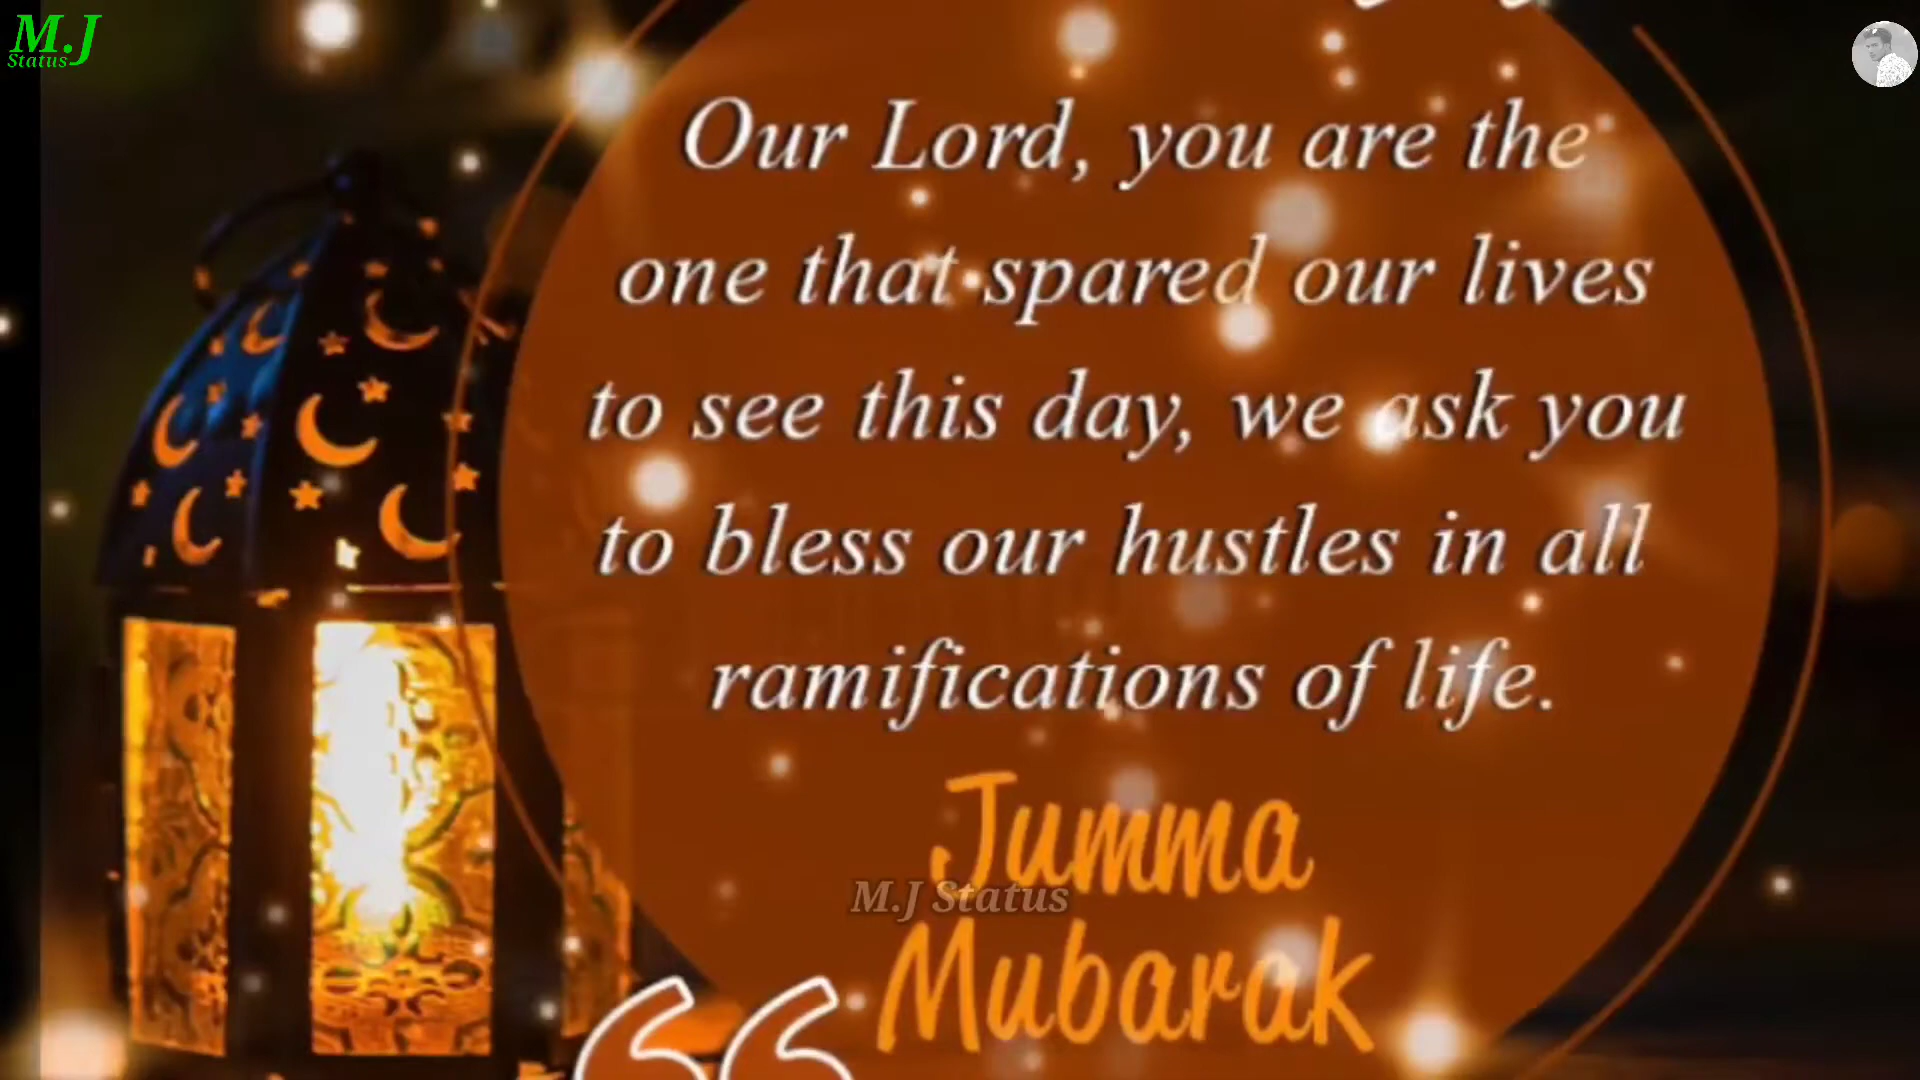 M.J
Status
Our Lord, you are the
one that spared our lives
to see this day, we ask you
to bless our hustles in all
ramifications of life.
Jumma
M.J Status
Mubarak